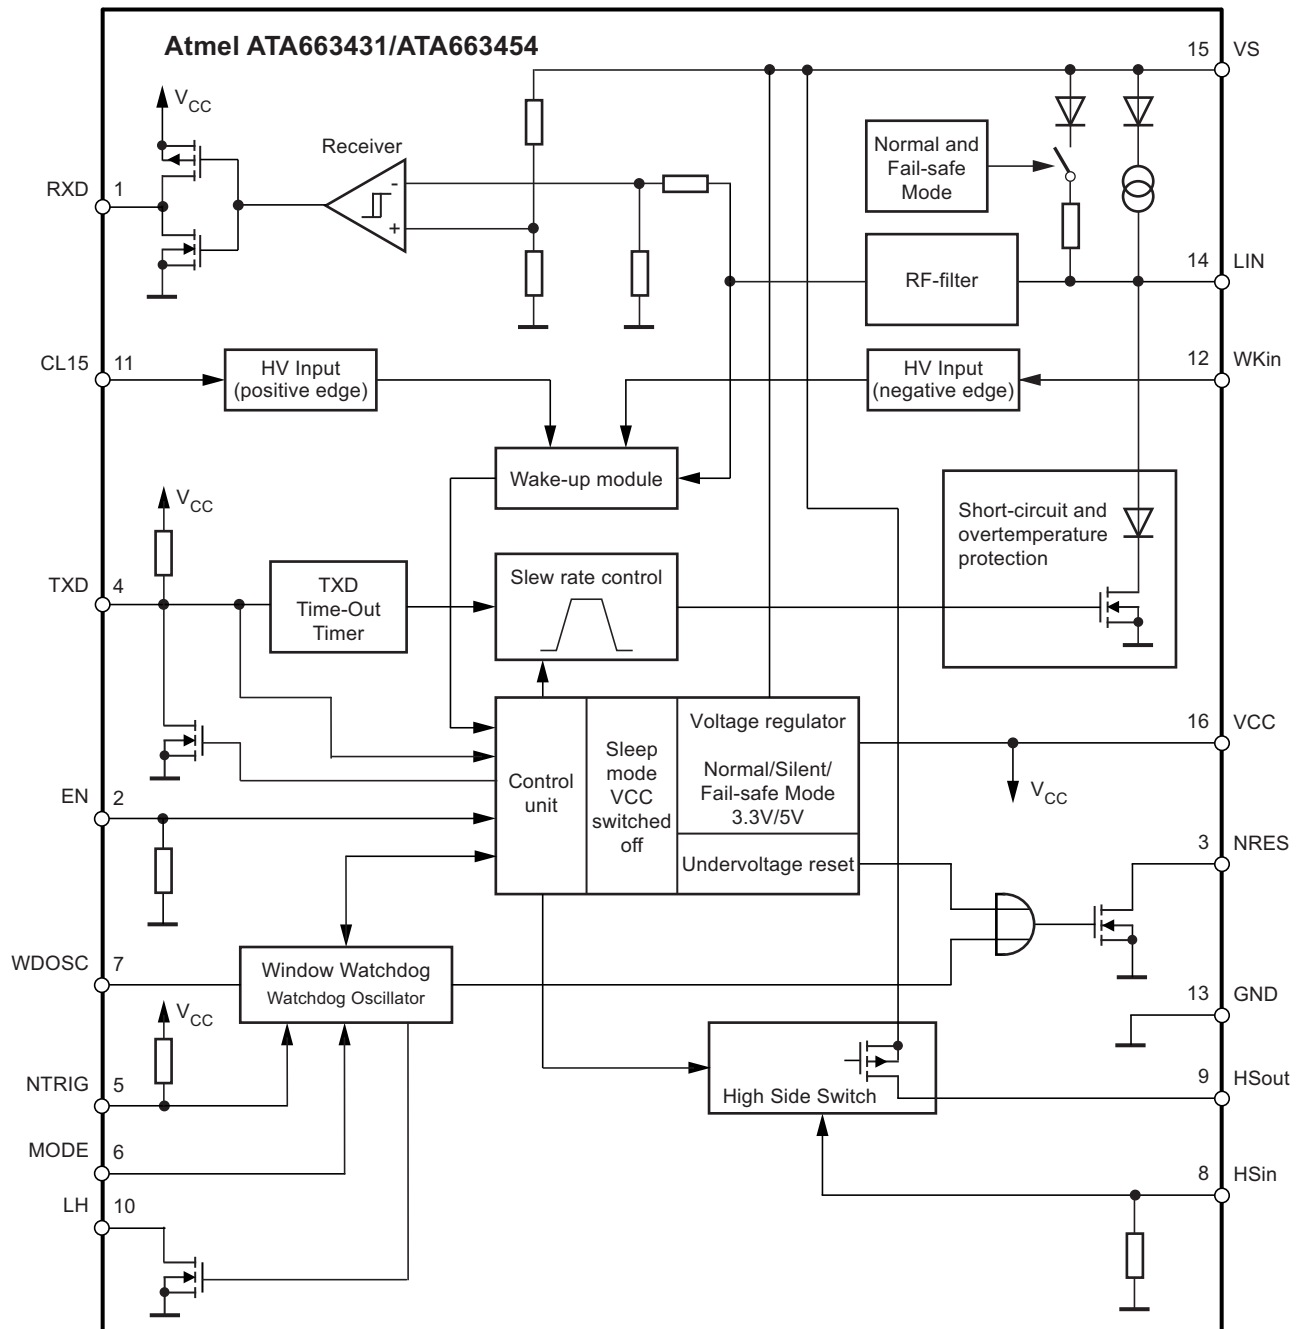 Atmel ATA663431/ATA663454
15 VS
VCC
Receiver
-
+
Normal and
Fail-safe
Mode
RXD 1
RF-filter
14 LIN
CL15 11
HV Input
(positive edge)
HV Input
(negative edge)
12 WKin
Wake-up module
VCC
Short-circuit and
overtemperature
protection
TXD 4
TXD
Time-Out
Timer
Slew rate control
Control
unit
Sleep
mode
VCC
switched
off
Voltage regulator
Normal/Silent/
Fail-safe Mode
3.3V/5V
Undervoltage reset
16 VCC
VCC
EN 2
3 NRES
WDOSC 7
Window Watchdog
Watchdog Oscillator
13 GND
VCC
NTRIG 5
High Side Switch
9 HSout
MODE 6
8 HSin
LH 10